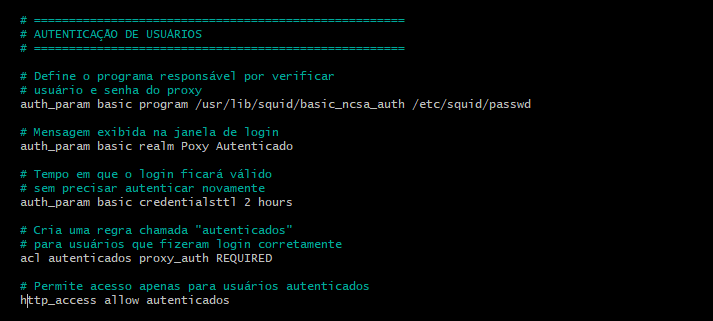 # =====================================================
# AUTENTICAÇÃO DE USUÁRIOS
# =====================================================
# Define o programa responsável por verificar
# usuário e senha do proxy
auth_param basic program /usr/lib/squid/basic_ncsa_auth /etc/squid/passwd
# Mensagem exibida na janela de login
auth_param basic realm Poxy Autenticado
# Tempo em que o login ficará válido
# sem precisar autenticar novamente
auth_param basic credentialsttl 2 hours
# Cria uma regra chamada "autenticados"
# para usuários que fizeram login corretamente
acl autenticados proxy_auth REQUIRED
# Permite acesso apenas para usuários autenticados
http_access allow autenticados